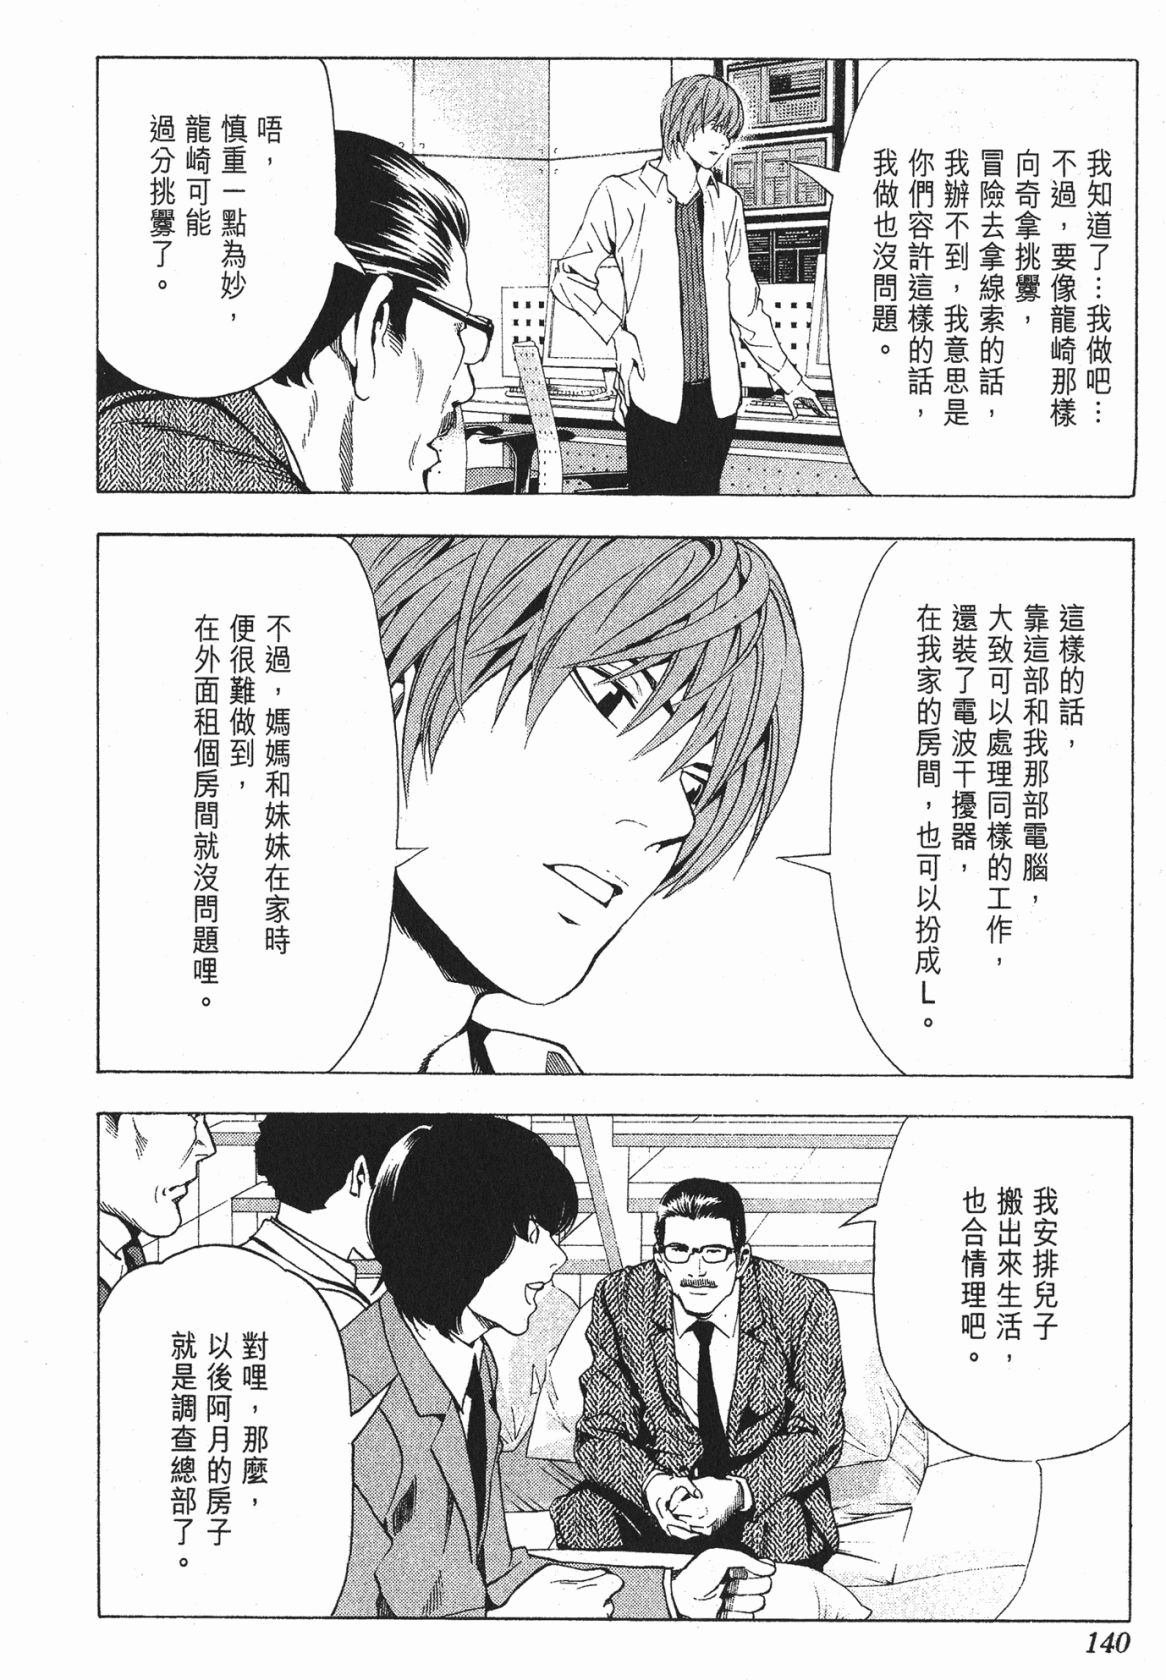 我知道了…我做吧…
不過，要像龍崎那樣
向奇拿挑釁，
冒險去拿線索的話，
我辦不到，我意思是
你們容許這樣的話，
我做也沒問題。
唔，
慎重一點為妙，
龍崎可能
過分挑釁了。
這樣的話，
靠這部和我那部電腦，
大致可以處理同樣的工作，
還裝了電波干擾器，
在我家的房間，也可以扮成L。
不過，媽媽和妹妹在家時
便很難做到，
在外面租個房間就沒問題哩。
我安排兒子
搬出來生活，
也合情理吧。
對哩，那麼，
以後阿月的房子
就是調查總部了。
140